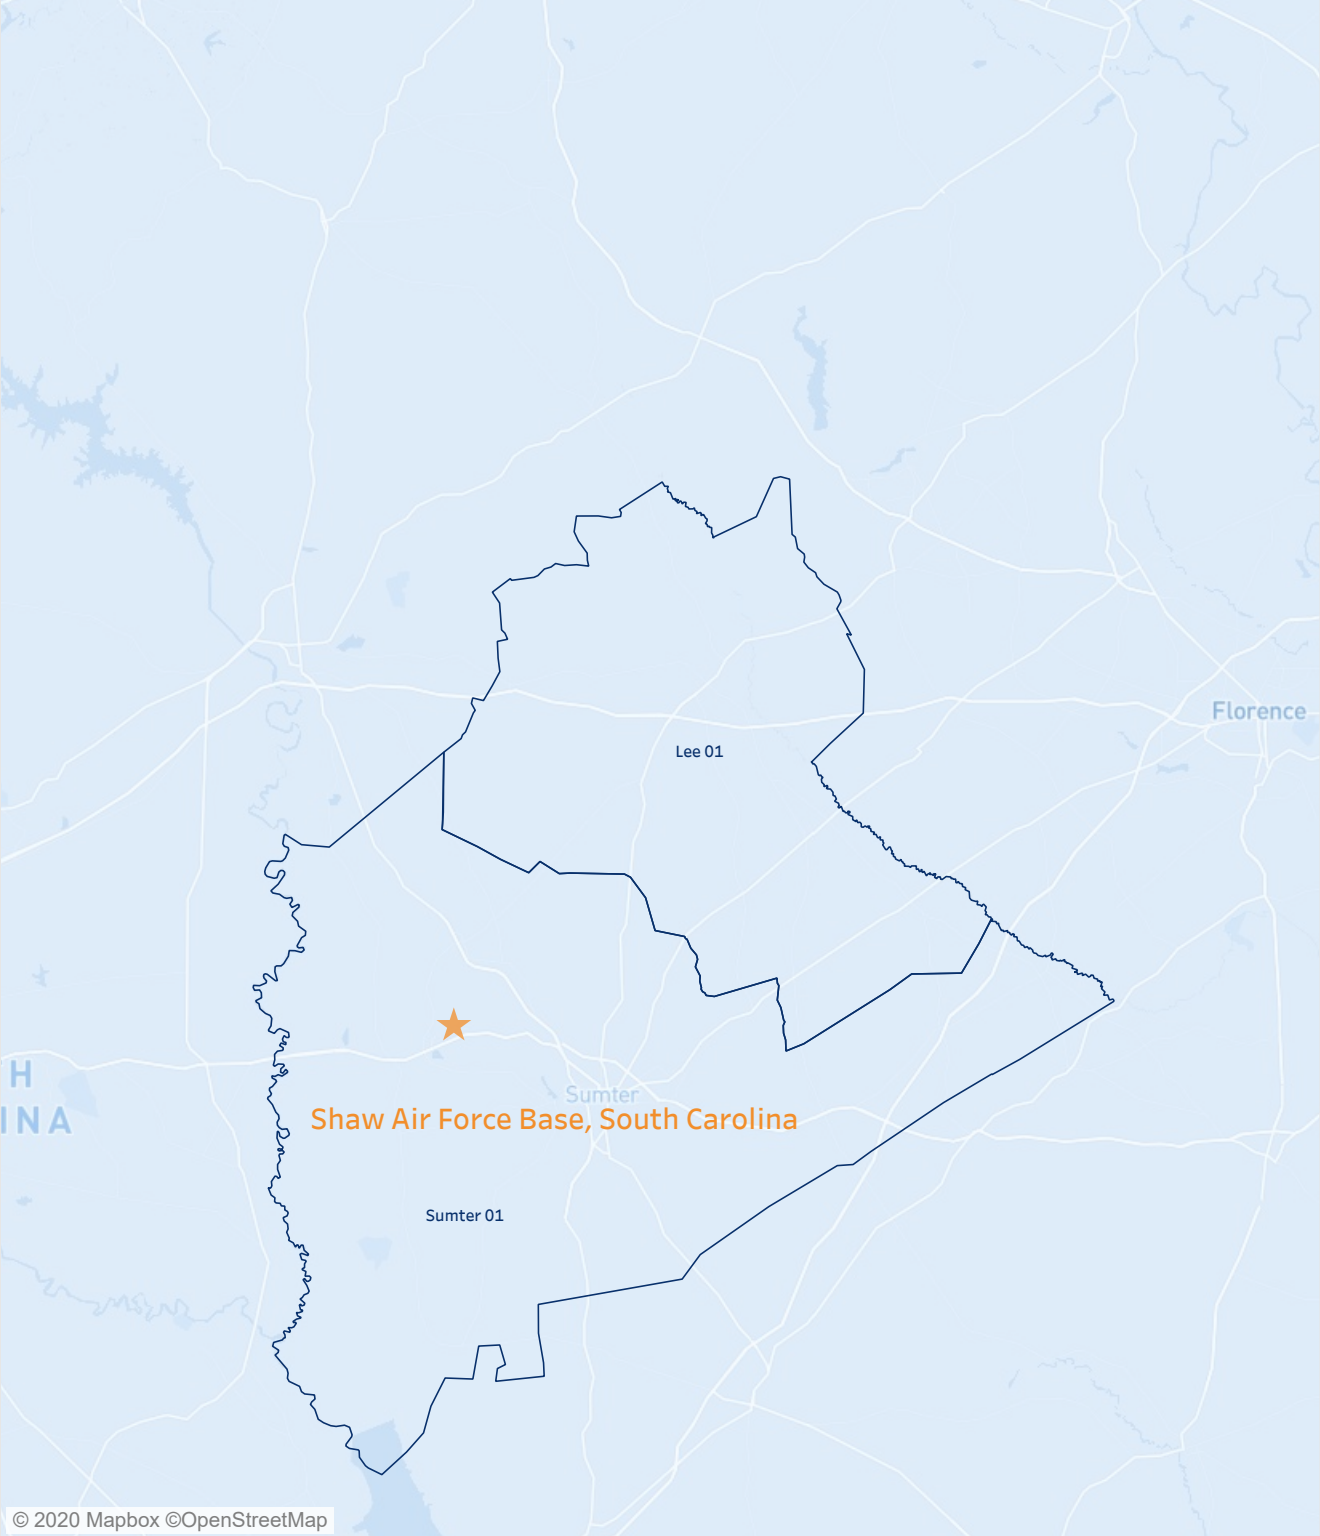 Florence
Lee 01
H
INA
Sumter
Shaw Air Force Base, South Carolina
Sumter 01
© 2020 Mapbox ©OpenStreetMap